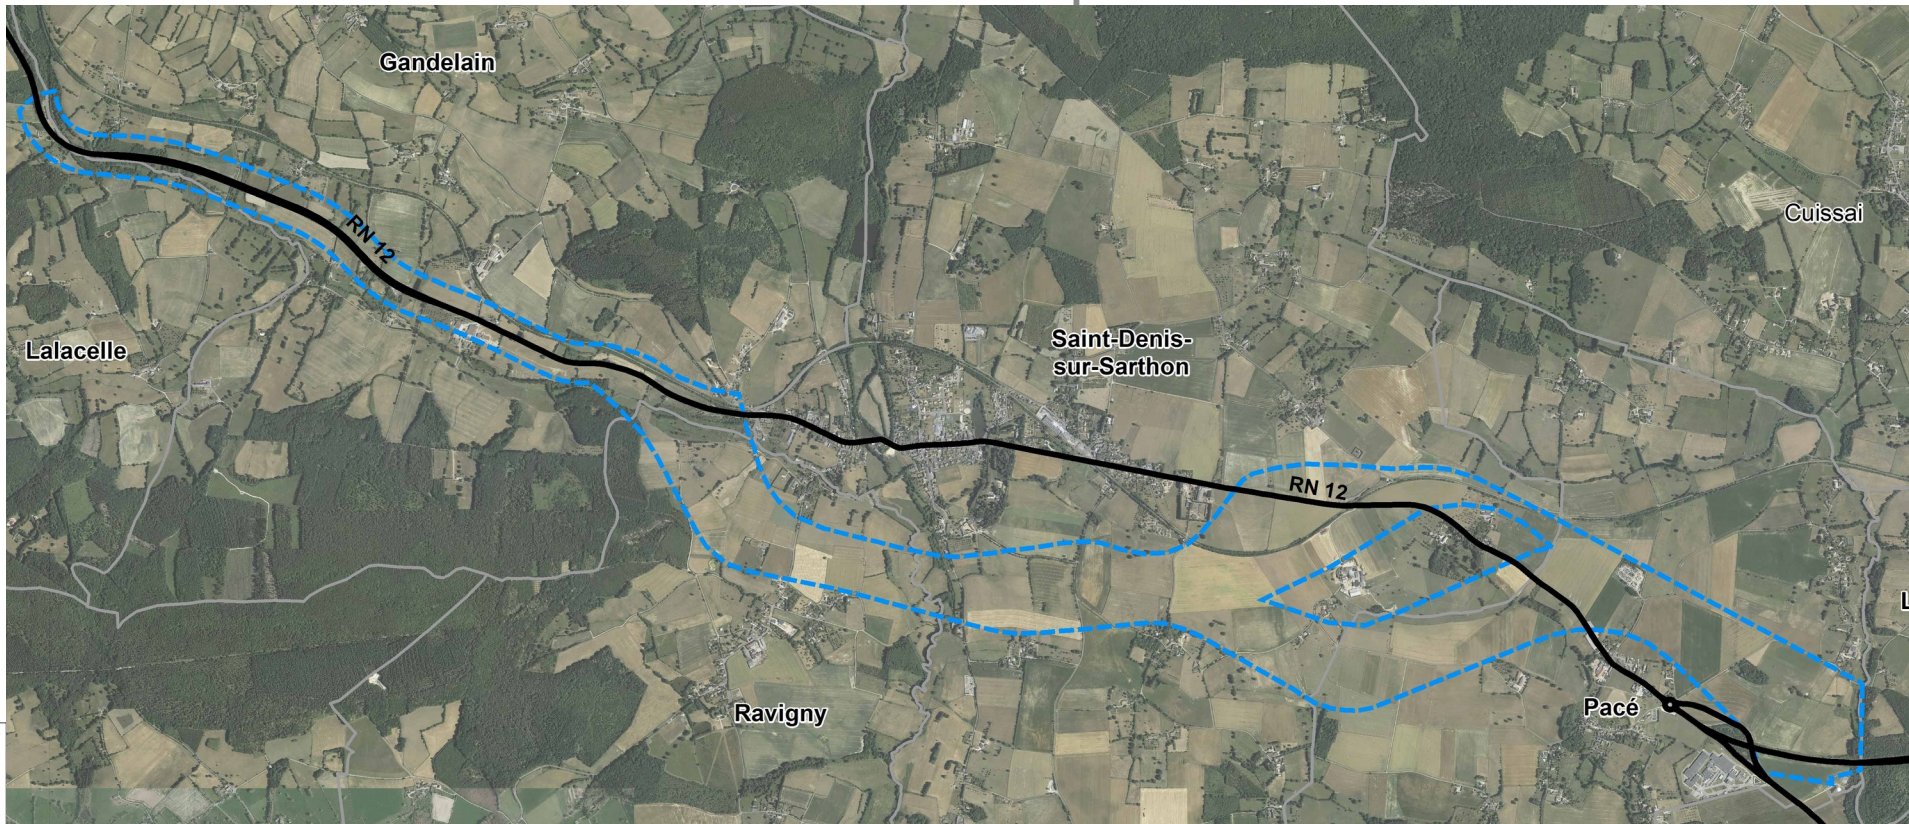 Gandelain
Cuissai
RN 12
Lalacelle
Saint-Denis-
sur-Sarthon
RN 12
L
Ravigny
Pacé